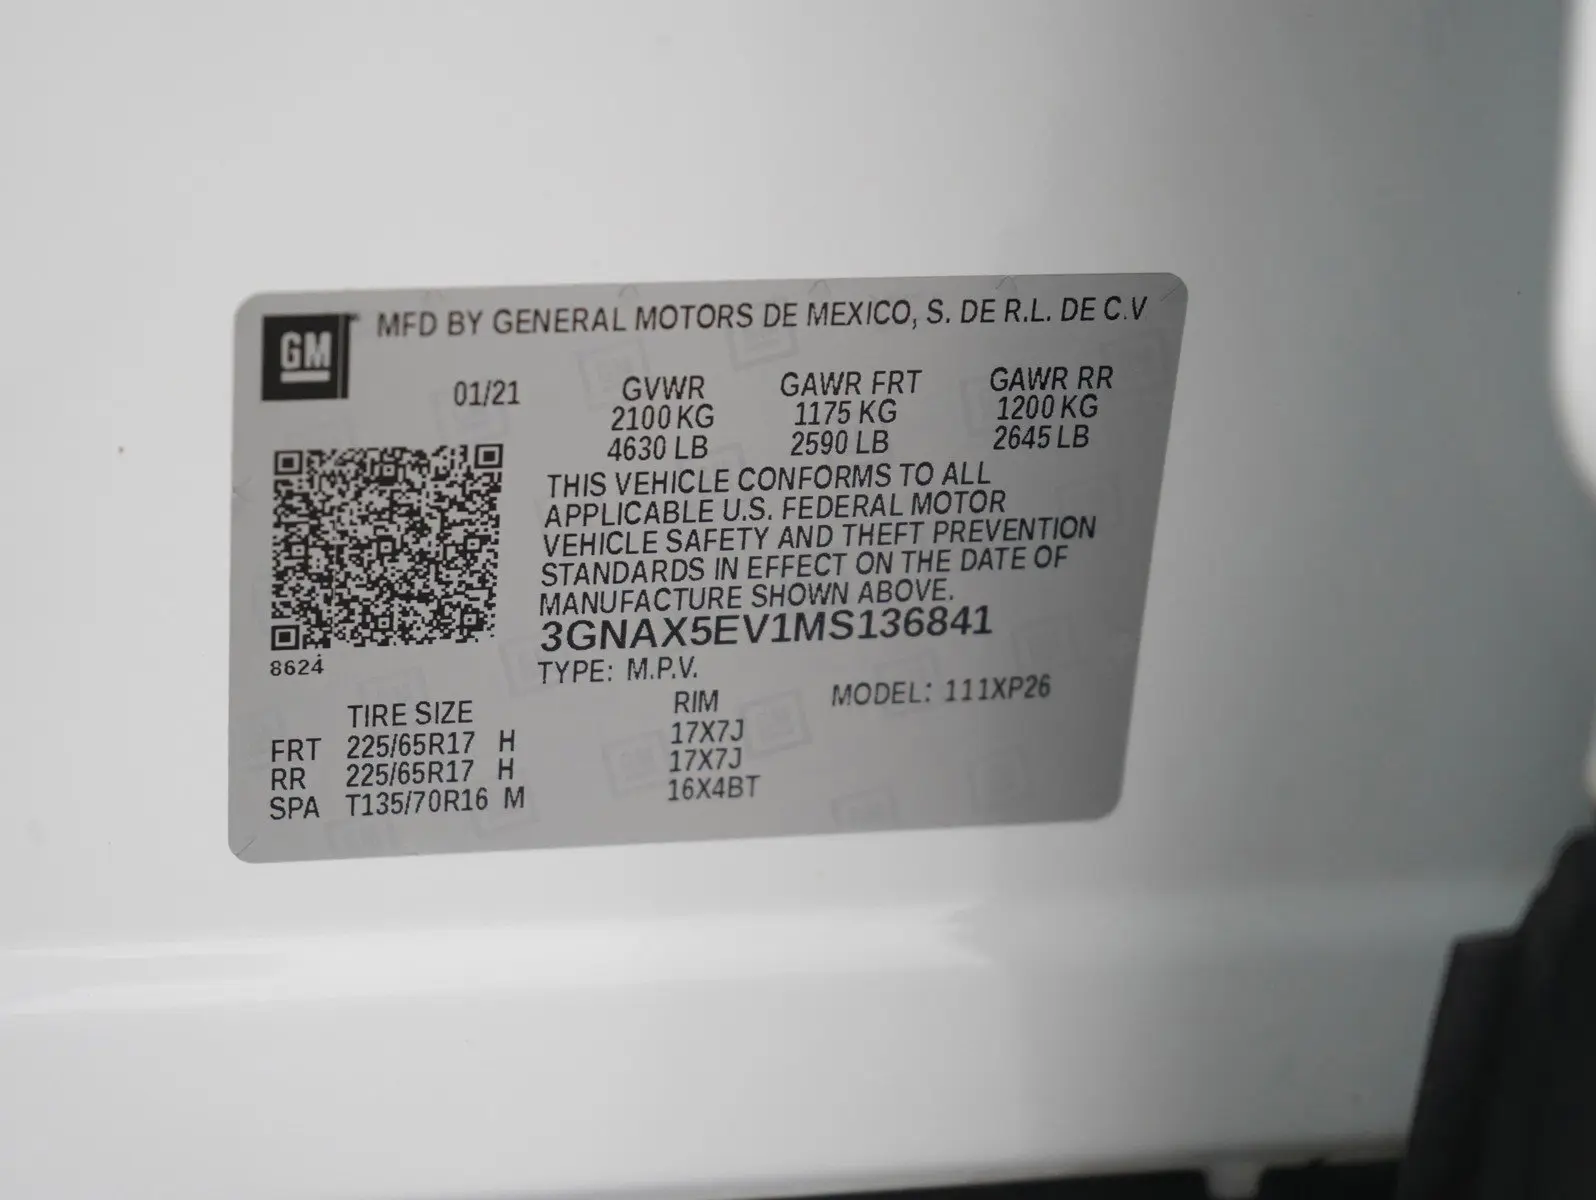 GM
MFD BY GENERAL MOTORS DE MEXICO, S. DE R.L. DE C.V
01/21 GVWR GAWR FRT GAWR RR
2100 KG 1175 KG 1200 KG
4630 LB 2590 LB 2645 LB
THIS VEHICLE CONFORMS TO ALL
APPLICABLE U.S. FEDERAL MOTOR
VEHICLE SAFETY AND THEFT PREVENTION
STANDARDS IN EFFECT ON THE DATE OF
MANUFACTURE SHOWN ABOVE.
3GNAX5EV1MS136841
8624
TYPE: M.P.V.
MODEL: 111XP26
TIRE SIZE RIM
FRT 225/65R17 H 17X7J
RR 225/65R17 H 17X7J
SPA T135/70R16 M 16X4BT